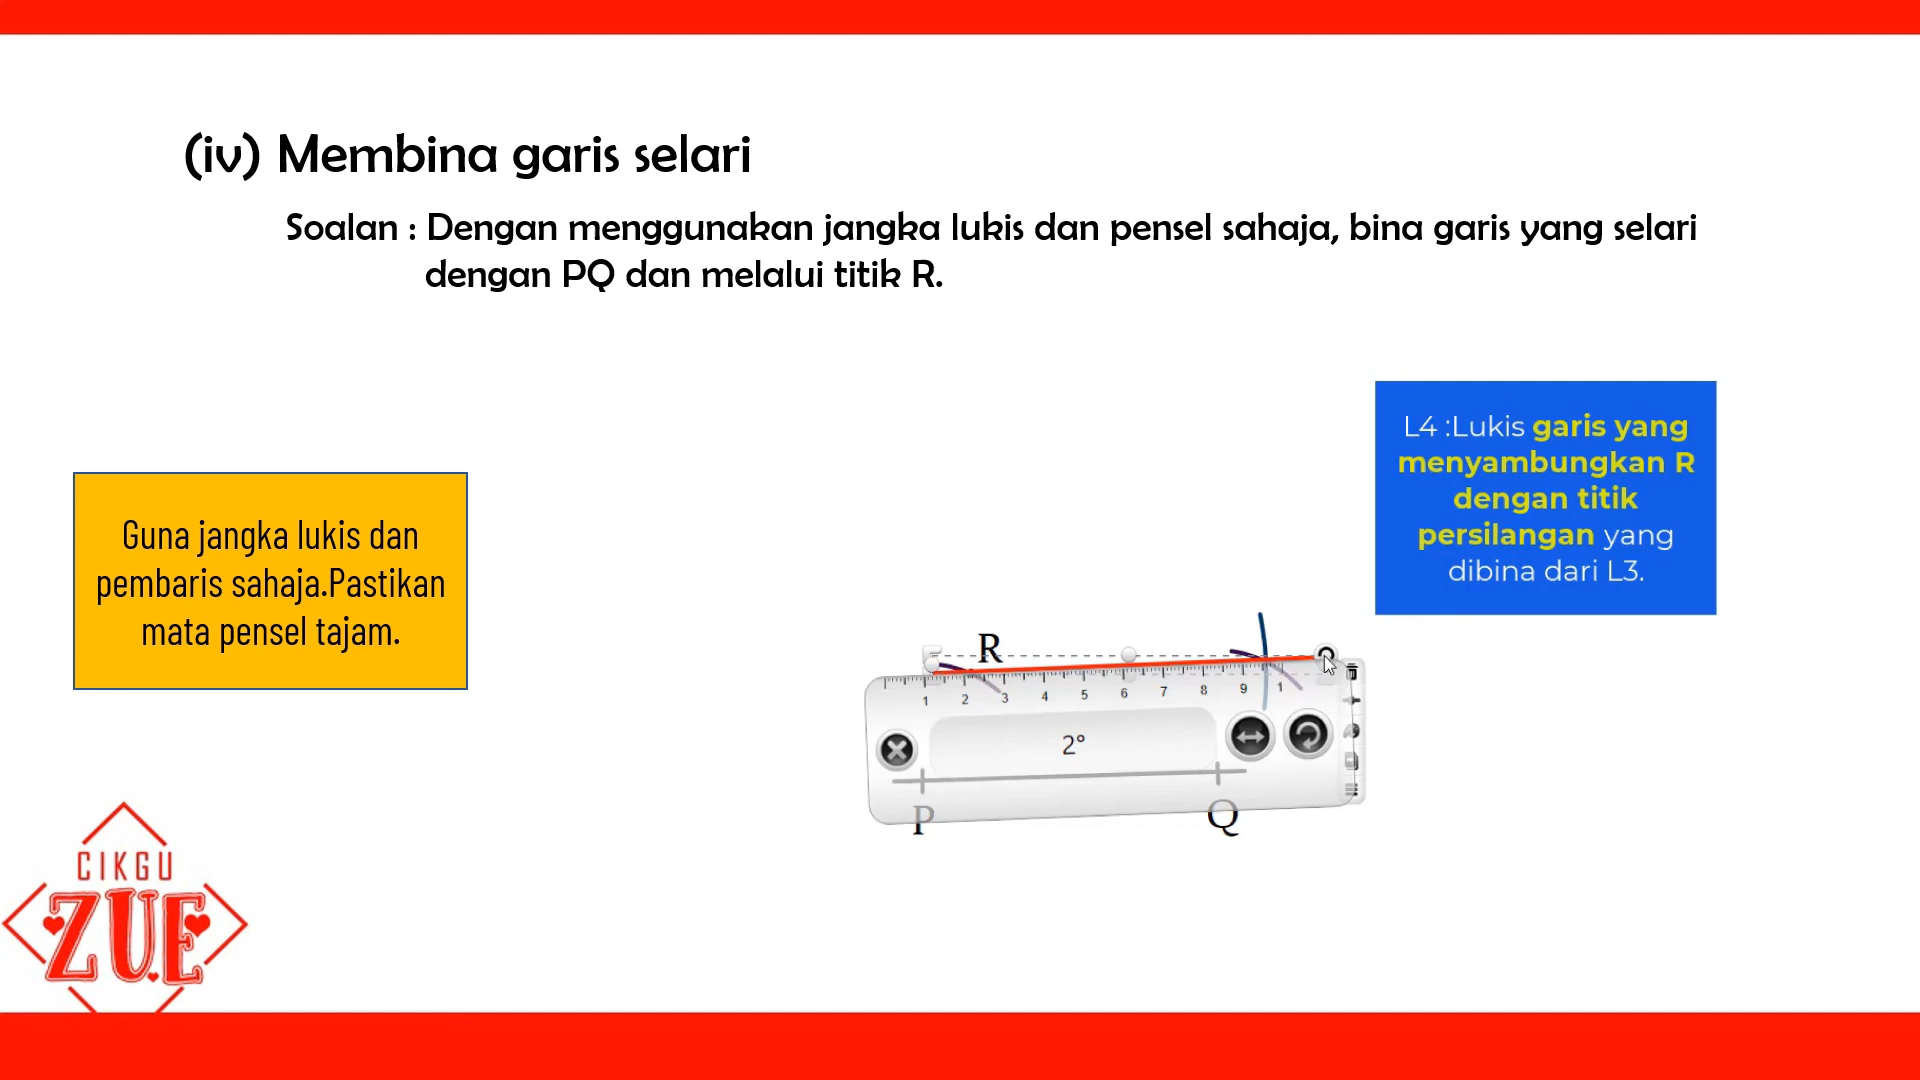 (iv) Membina garis selari
Soalan : Dengan menggunakan jangka lukis dan pensel sahaja, bina garis yang selari
dengan PQ dan melalui titik R.
L4 :Lukis garis yang
menyambungkan R
dengan titik
persilangan yang
dibina dari L3.
Guna jangka lukis dan
pembaris sahaja.Pastikan
mata pensel tajam.
R
1 2 3 4 5 6 7 8 9 1
2°
P Q
CIKGU
ZUE